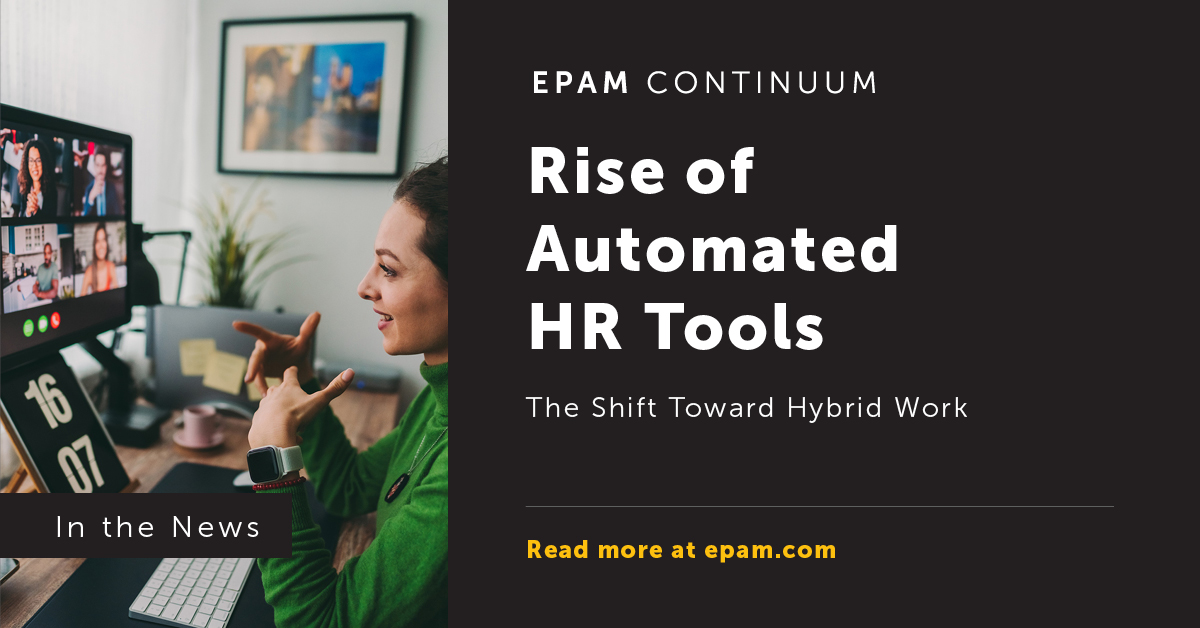 EPAM CONTINUUM
Rise of
Automated
HR Tools
The Shift Toward Hybrid Work
Read more at epam.com
16
07
In the News